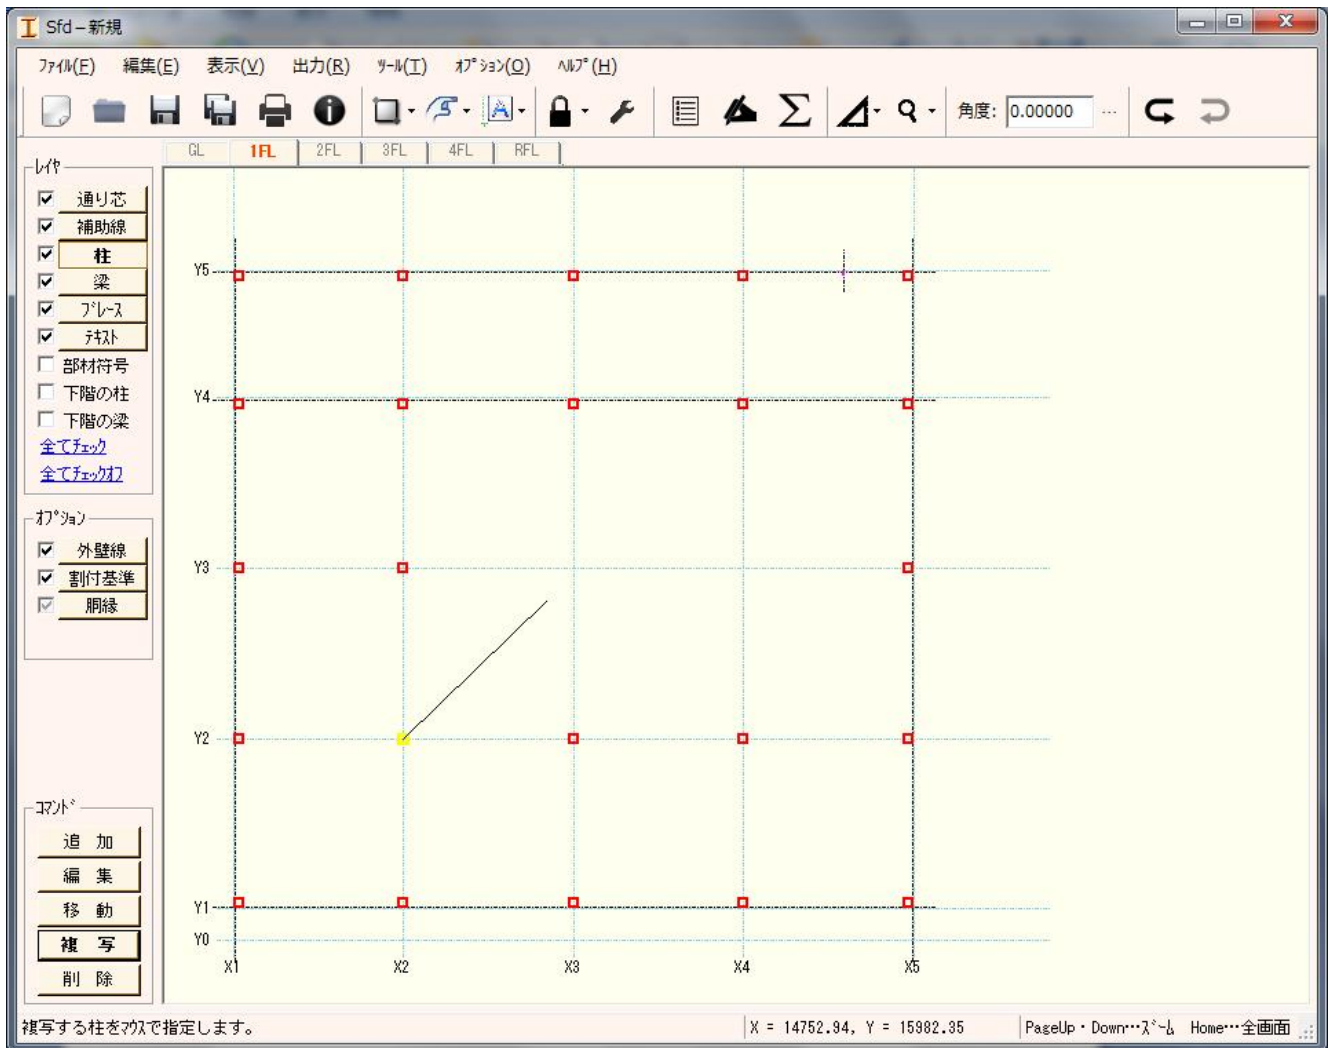 Sfd－新規
ﾌｧｲﾙ(F) 編集(E) 表示(V) 出力(R) ﾂｰﾙ(T) ｵﾌﾟｼｮﾝ(O) ﾍﾙﾌﾟ(H)
角度: 0.00000 ...
GL 1FL 2FL 3FL 4FL RFL
ﾚｲﾔ
通り芯
補助線
柱
梁
ﾌﾞﾚｰｽ
ﾃｷｽﾄ
部材符号
下階の柱
下階の梁
全てﾁｪｯｸ
全てﾁｪｯｸｵﾌ
ｵﾌﾟｼｮﾝ
外壁線
割付基準
胴縁
ｺﾏﾝﾄﾞ
追 加
編 集
移 動
複 写
削 除
Y5
Y4
Y3
Y2
Y1
Y0
X1 X2 X3 X4 X5
複写する柱をﾏｳｽで指定します。
X = 14752.94, Y = 15982.35
PageUp・Down…ｽﾞｰﾑ Home…全画面